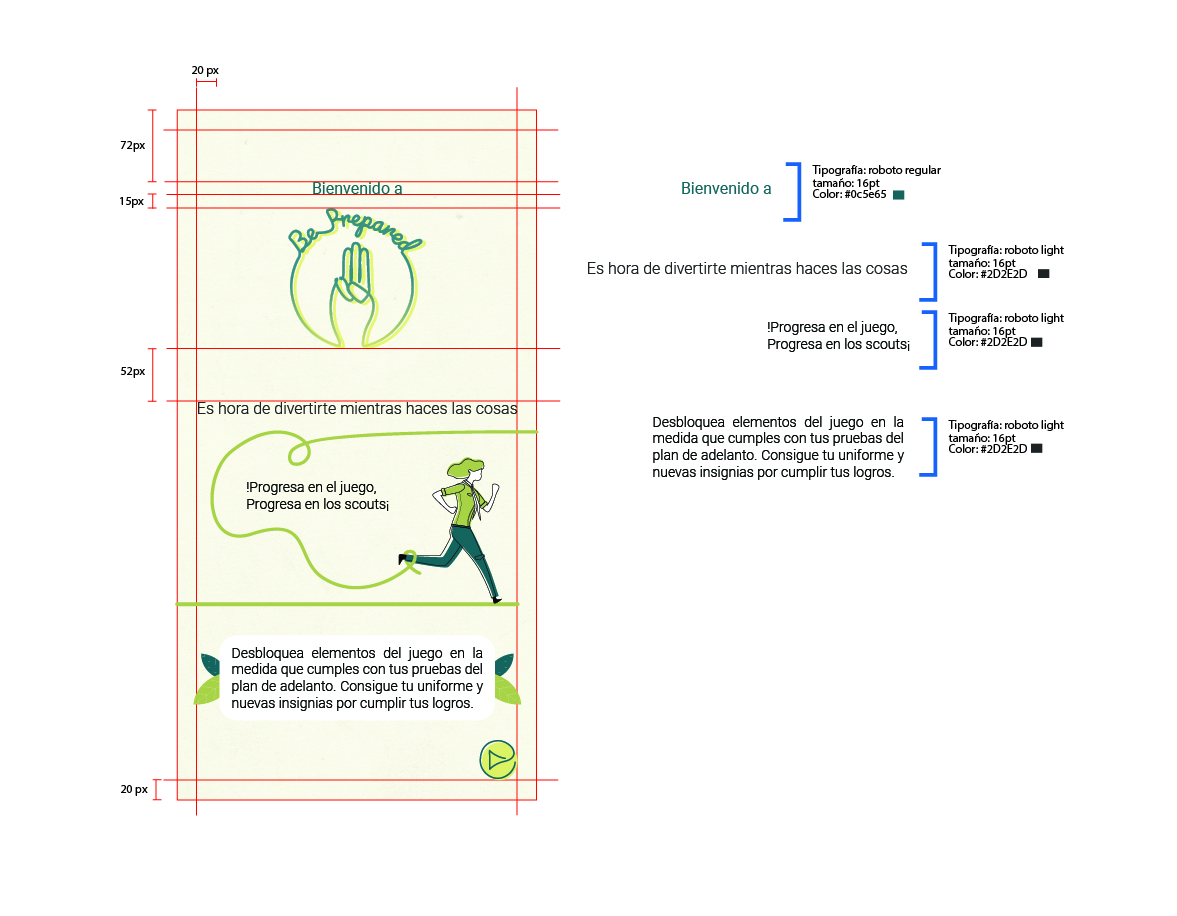 20 px
72px
Bienvenido a
15px
Be Prepared
52px
Es hora de divertirte mientras haces las cosas
!Progresa en el juego,
Progresa en los scouts¡
Desbloquea elementos del juego en la
medida que cumples con tus pruebas del
plan de adelanto. Consigue tu uniforme y
nuevas insignias por cumplir tus logros.
20 px
Bienvenido a
Tipografía: roboto regular
tamaño: 16pt
Color: #0c5e65
Es hora de divertirte mientras haces las cosas
Tipografía: roboto light
tamaño: 16pt
Color: #2D2E2D
!Progresa en el juego,
Progresa en los scouts¡
Tipografía: roboto light
tamaño: 16pt
Color: #2D2E2D
Desbloquea elementos del juego en la
medida que cumples con tus pruebas del
plan de adelanto. Consigue tu uniforme y
nuevas insignias por cumplir tus logros.
Tipografía: roboto light
tamaño: 16pt
Color: #2D2E2D